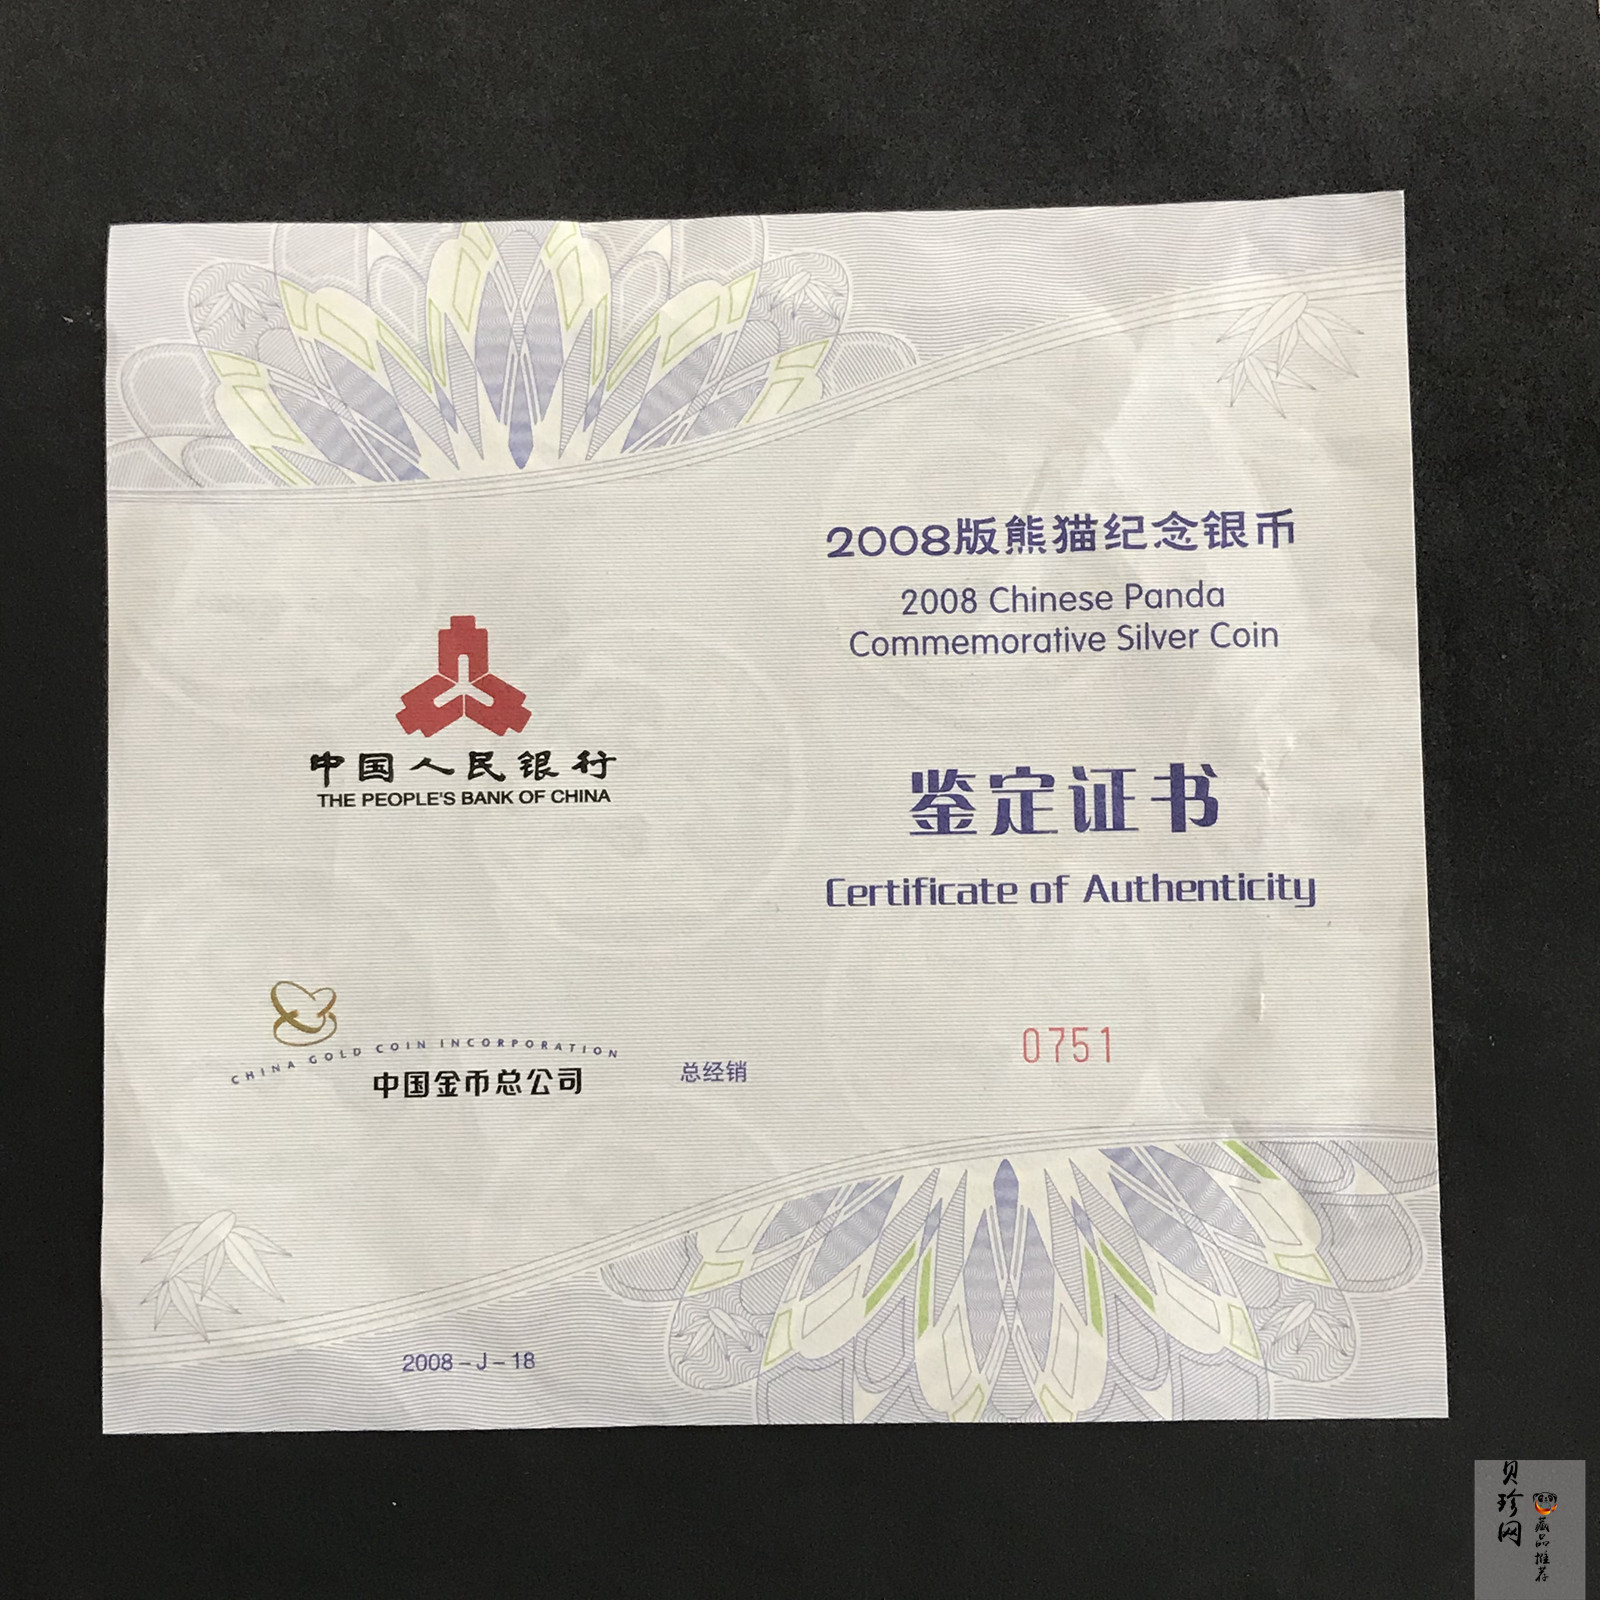 2008版熊猫纪念银币
2008 Chinese Panda
Commemorative Silver Coin
中国人民银行
THE PEOPLE'S BANK OF CHINA
鉴定证书
Certificate of Authenticity
0751
CHINA GOLD COIN INCORPORATION
中国金币总公司
总经销
2008-J-18
贝珍网
藏品推荐